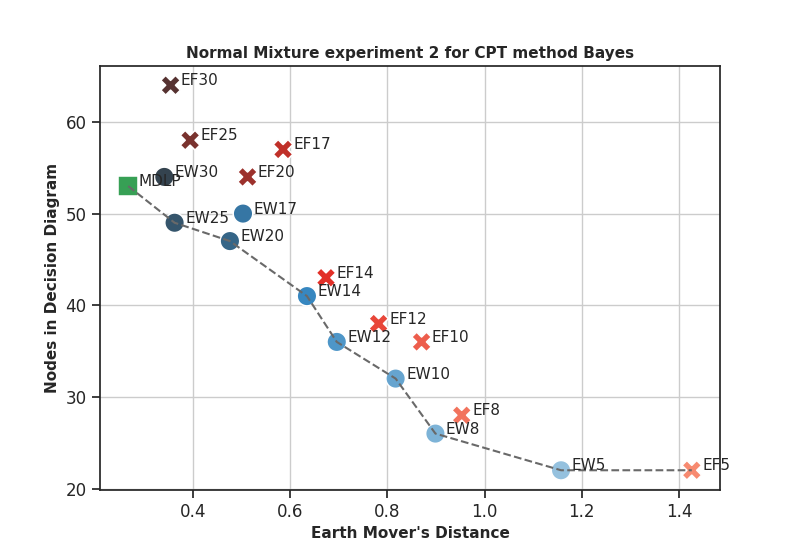 Normal Mixture experiment 2 for CPT method Bayes
Nodes in Decision Diagram
60
50
40
30
20
EF30
EF25
EF17
EW30
EF20
MDLP
EW17
EW25
EW20
EF14
EW14
EF12
EW12
EF10
EW10
EF8
EW8
EW5
EF5
0.4
0.6
0.8
1.0
1.2
1.4
Earth Mover's Distance